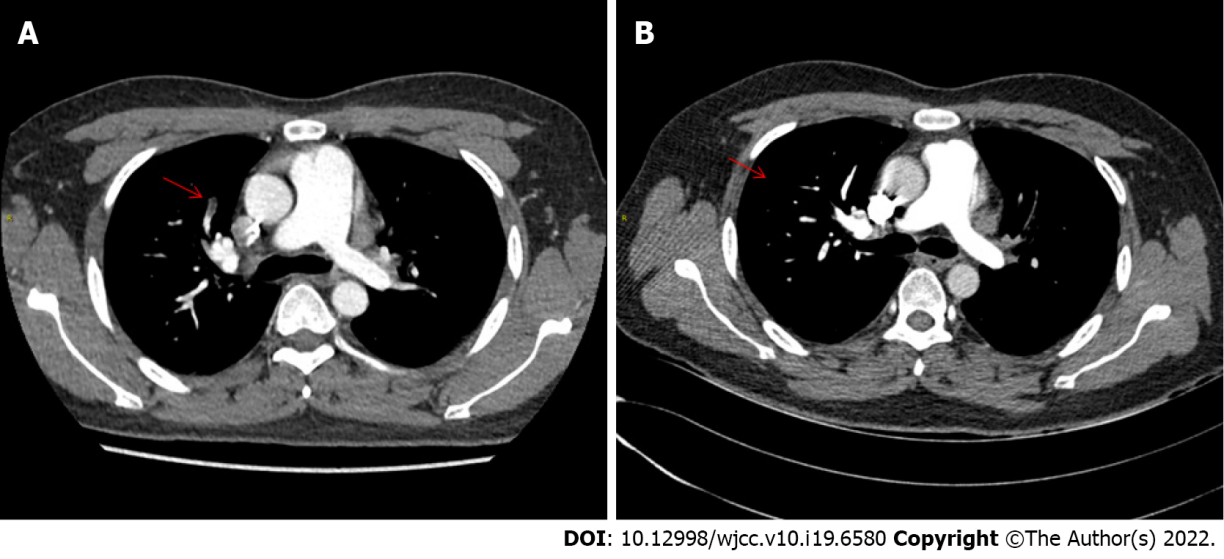 A
B
R
R
DOI: 10.12998/wjcc.v10.i19.6580 Copyright ©The Author(s) 2022.